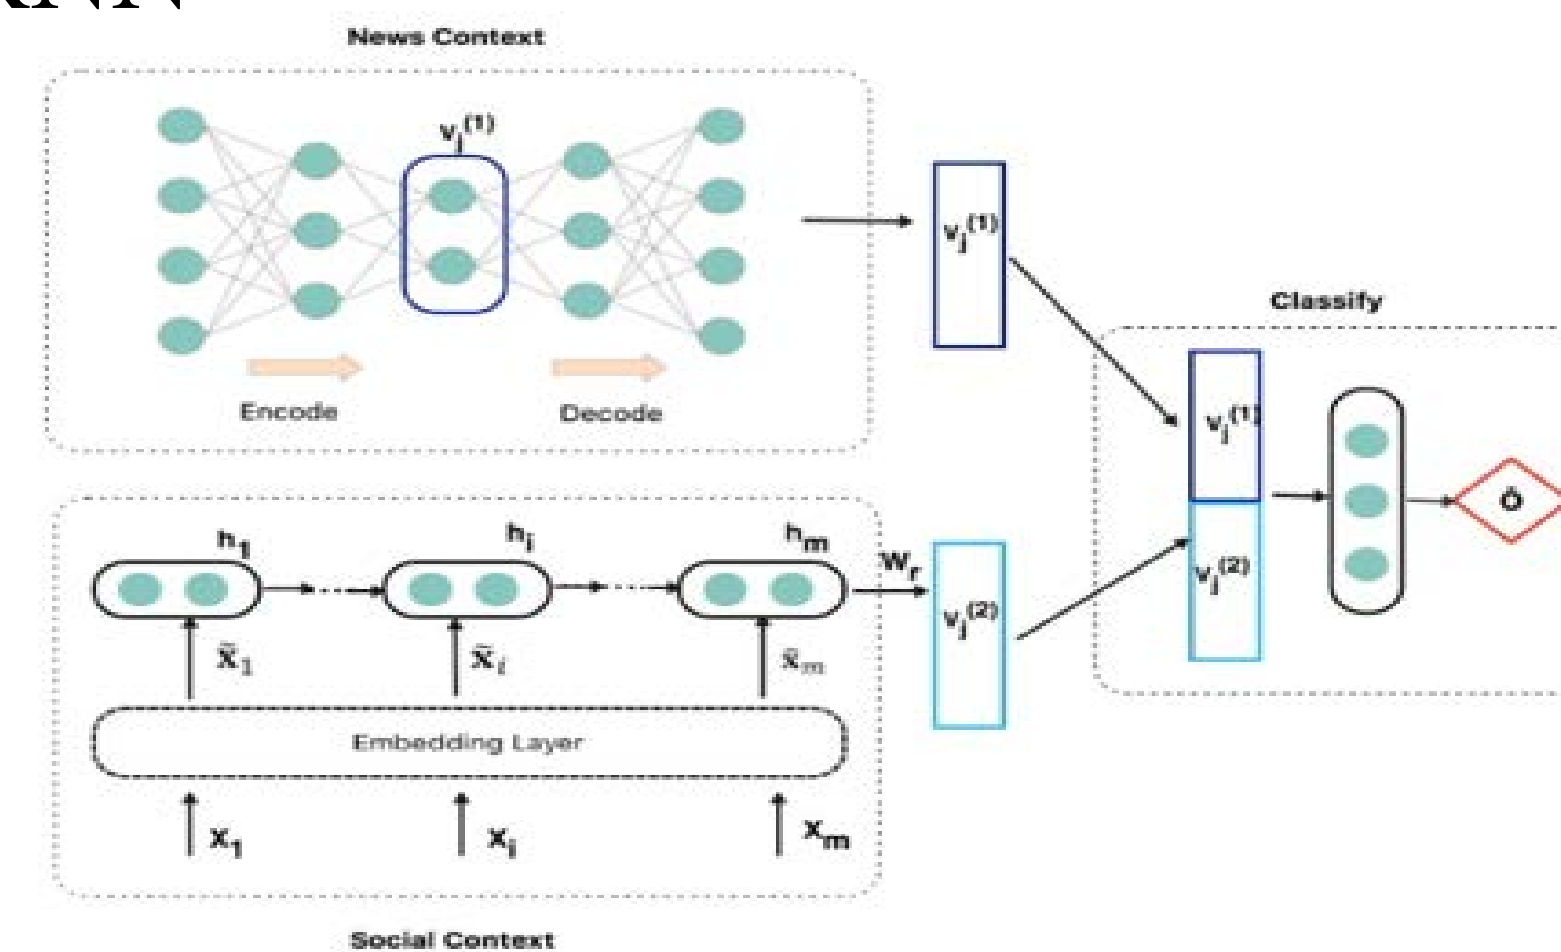 News Context
v_j^(1)
v_j^(1)
Encode
Decode
Classify
v_j^(1)
Ô
v_j^(2)
h_1
h_i
h_m
W_r
v_j^(2)
x̃_1
x̃_i
x̃_m
Embedding Layer
X_1
X_i
X_m
Social Context